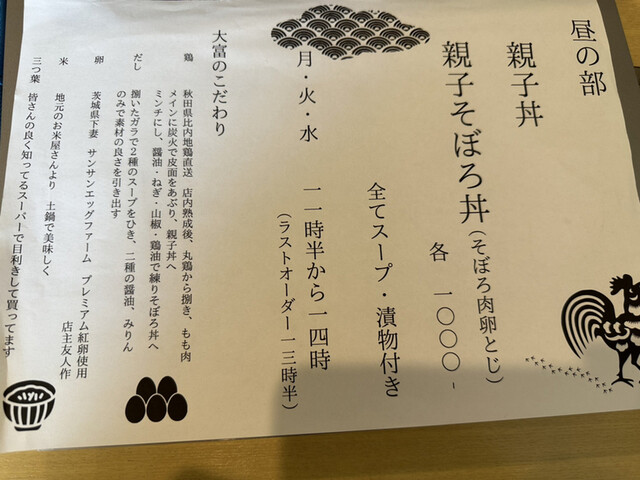 昼の部
親子丼
親子そぼろ丼(そぼろ肉卵とじ)
各 一〇〇〇-
全てスープ・漬物付き
月・火・水 一一時半から一四時
(ラストオーダー一三時半)
大富のこだわり
鶏 秋田県比内地鶏直送 店内熟成後、丸鶏から捌き、もも肉
メインに炭火で皮面をあぶり、親子丼へ
ミンチにし、醤油・ねぎ・山椒・鶏油で練りそぼろ丼へ
だし 捌いたガラで2種のスープをひき、二種の醤油、みりん
のみで素材の良さを引き出す
卵 茨城県下妻 サンサンエッグファーム プレミアム紅卵使用
店主友人作
米 地元のお米屋さんより 土鍋で美味しく
三つ葉 皆さんの良く知ってるスーパーで目利きして買ってます